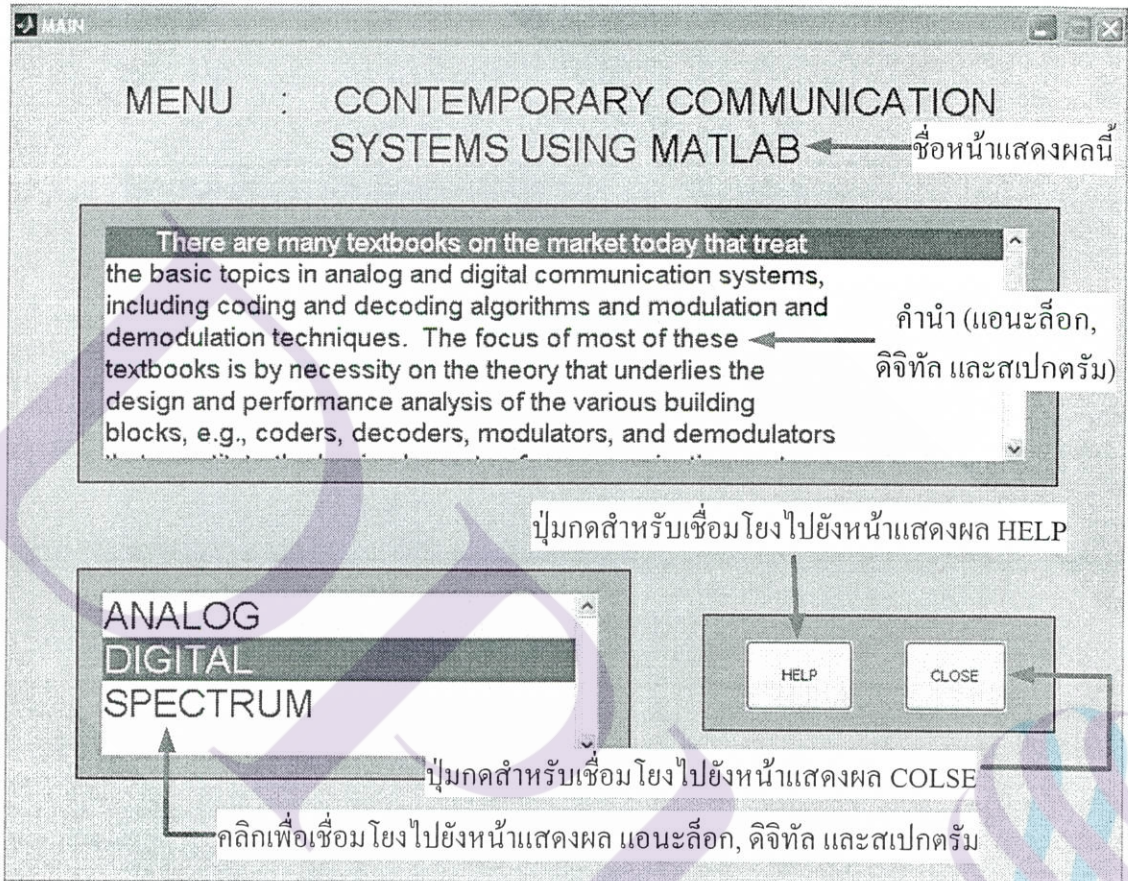 MAIN
MENU : CONTEMPORARY COMMUNICATION
SYSTEMS USING MATLAB
ชื่อหน้าแสดงผลนี้
There are many textbooks on the market today that treat
the basic topics in analog and digital communication systems,
including coding and decoding algorithms and modulation and
demodulation techniques. The focus of most of these
textbooks is by necessity on the theory that underlies the
design and performance analysis of the various building
blocks, e.g., coders, decoders, modulators, and demodulators
คำนำ (แอนะล็อก,
ดิจิทัล และสเปกตรัม)
ปุ่มกดสำหรับเชื่อมโยงไปยังหน้าแสดงผล HELP
ANALOG
DIGITAL
SPECTRUM
HELP
CLOSE
ปุ่มกดสำหรับเชื่อมโยงไปยังหน้าแสดงผล COLSE
คลิกเพื่อเชื่อมโยงไปยังหน้าแสดงผล แอนะล็อก, ดิจิทัล และสเปกตรัม